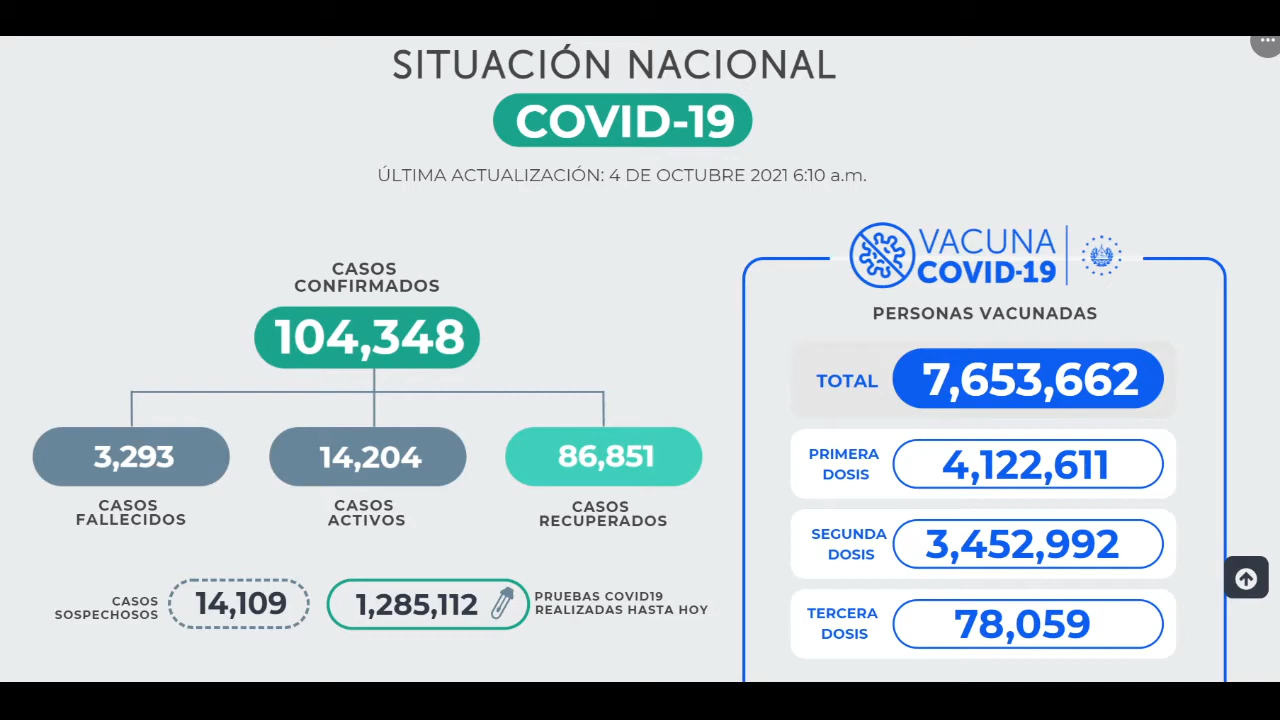 SITUACIÓN NACIONAL
COVID-19
ÚLTIMA ACTUALIZACIÓN: 4 DE OCTUBRE 2021 6:10 a.m.
CASOS
CONFIRMADOS
104,348
3,293
CASOS
FALLECIDOS
14,204
CASOS
ACTIVOS
86,851
CASOS
RECUPERADOS
CASOS
SOSPECHOSOS
14,109
1,285,112
PRUEBAS COVID19
REALIZADAS HASTA HOY
VACUNA
COVID-19
PERSONAS VACUNADAS
TOTAL
7,653,662
PRIMERA
DOSIS
4,122,611
SEGUNDA
DOSIS
3,452,992
TERCERA
DOSIS
78,059